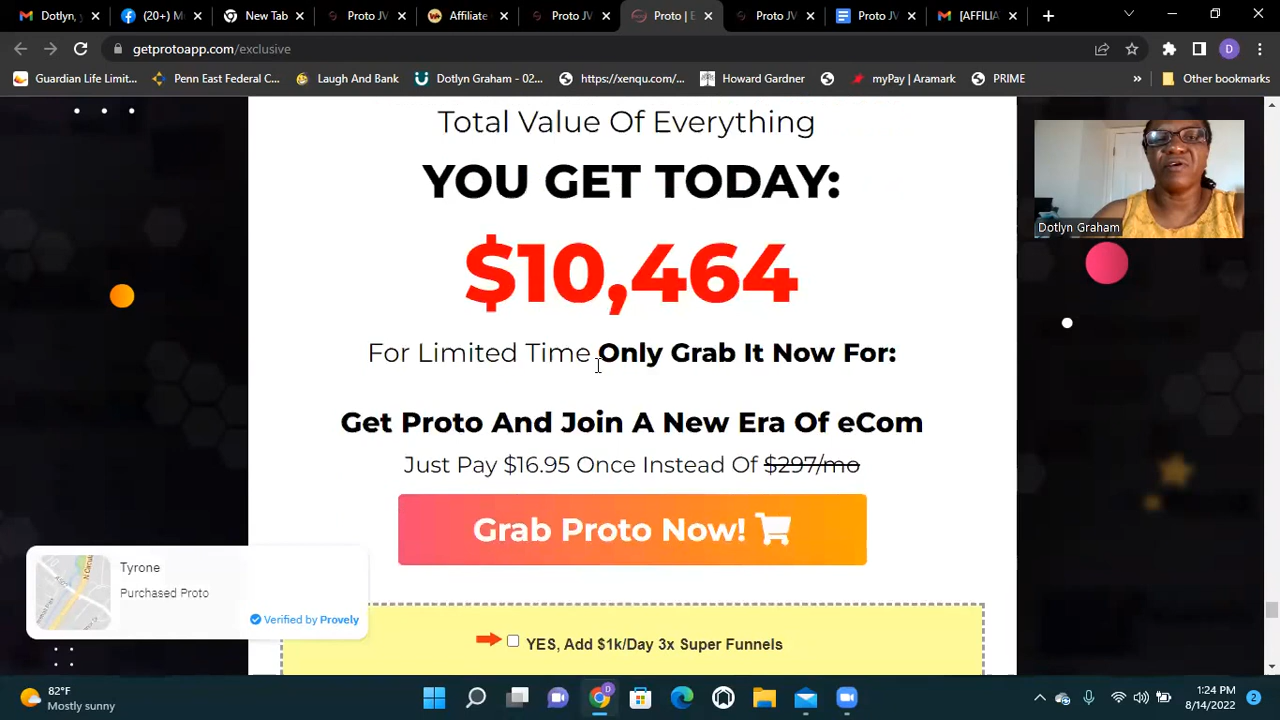 Dotlyn, y
(20+) M
New Tab
Proto JV
Affiliate
Proto JV
Proto | E
Proto JV
Proto JV
[AFFILIA
getprotoapp.com/exclusive
D
Guardian Life Limit...
Penn East Federal C...
Laugh And Bank
Dotlyn Graham - 02...
https://xenqu.com/...
Howard Gardner
myPay | Aramark
PRIME
»
Other bookmarks
Total Value Of Everything
YOU GET TODAY:
$10,464
For Limited Time Only Grab It Now For:
Get Proto And Join A New Era Of eCom
Just Pay $16.95 Once Instead Of $297/mo
Grab Proto Now!
Dotlyn Graham
Tyrone
Purchased Proto
Verified by Provely
YES, Add $1k/Day 3x Super Funnels
82°F
Mostly sunny
1:24 PM
8/14/2022
2